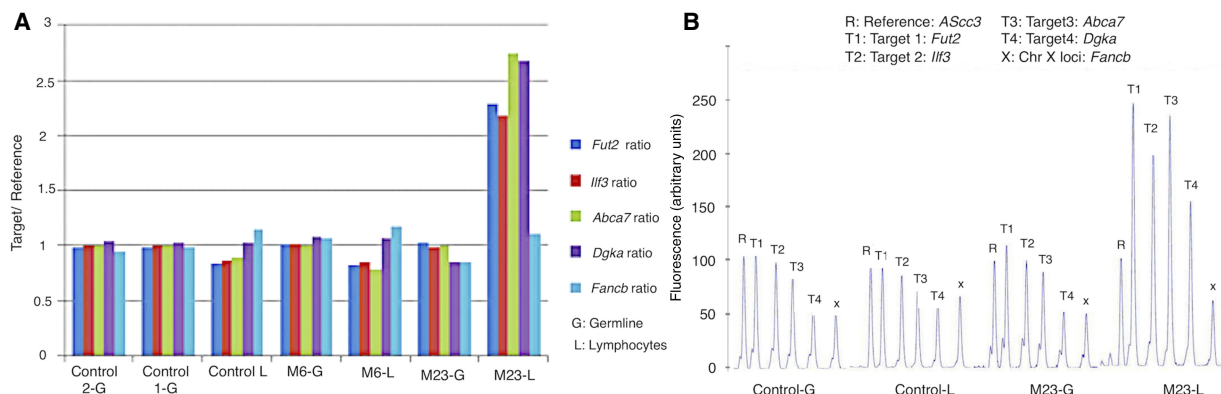 A
3
2.5
2
1.5
1
0.5
0
Target/ Reference
Control 2-G
Control 1-G
Control L
M6-G
M6-L
M23-G
M23-L
Fut2 ratio
Ilf3 ratio
Abca7 ratio
Dgka ratio
Fancb ratio
G: Germline
L: Lymphocytes
B
R: Reference: AScc3
T1: Target 1: Fut2
T2: Target 2: Ilf3
T3: Target3: Abca7
T4: Target4: Dgka
X: Chr X loci: Fancb
Fluorescence (arbitrary units)
250
200
150
100
50
0
R T1 T2 T3 T4 x
R T1 T2 T3 T4 x
R T1 T2 T3 T4 x
R T1 T2 T3 T4 x
Control-G
Control-L
M23-G
M23-L